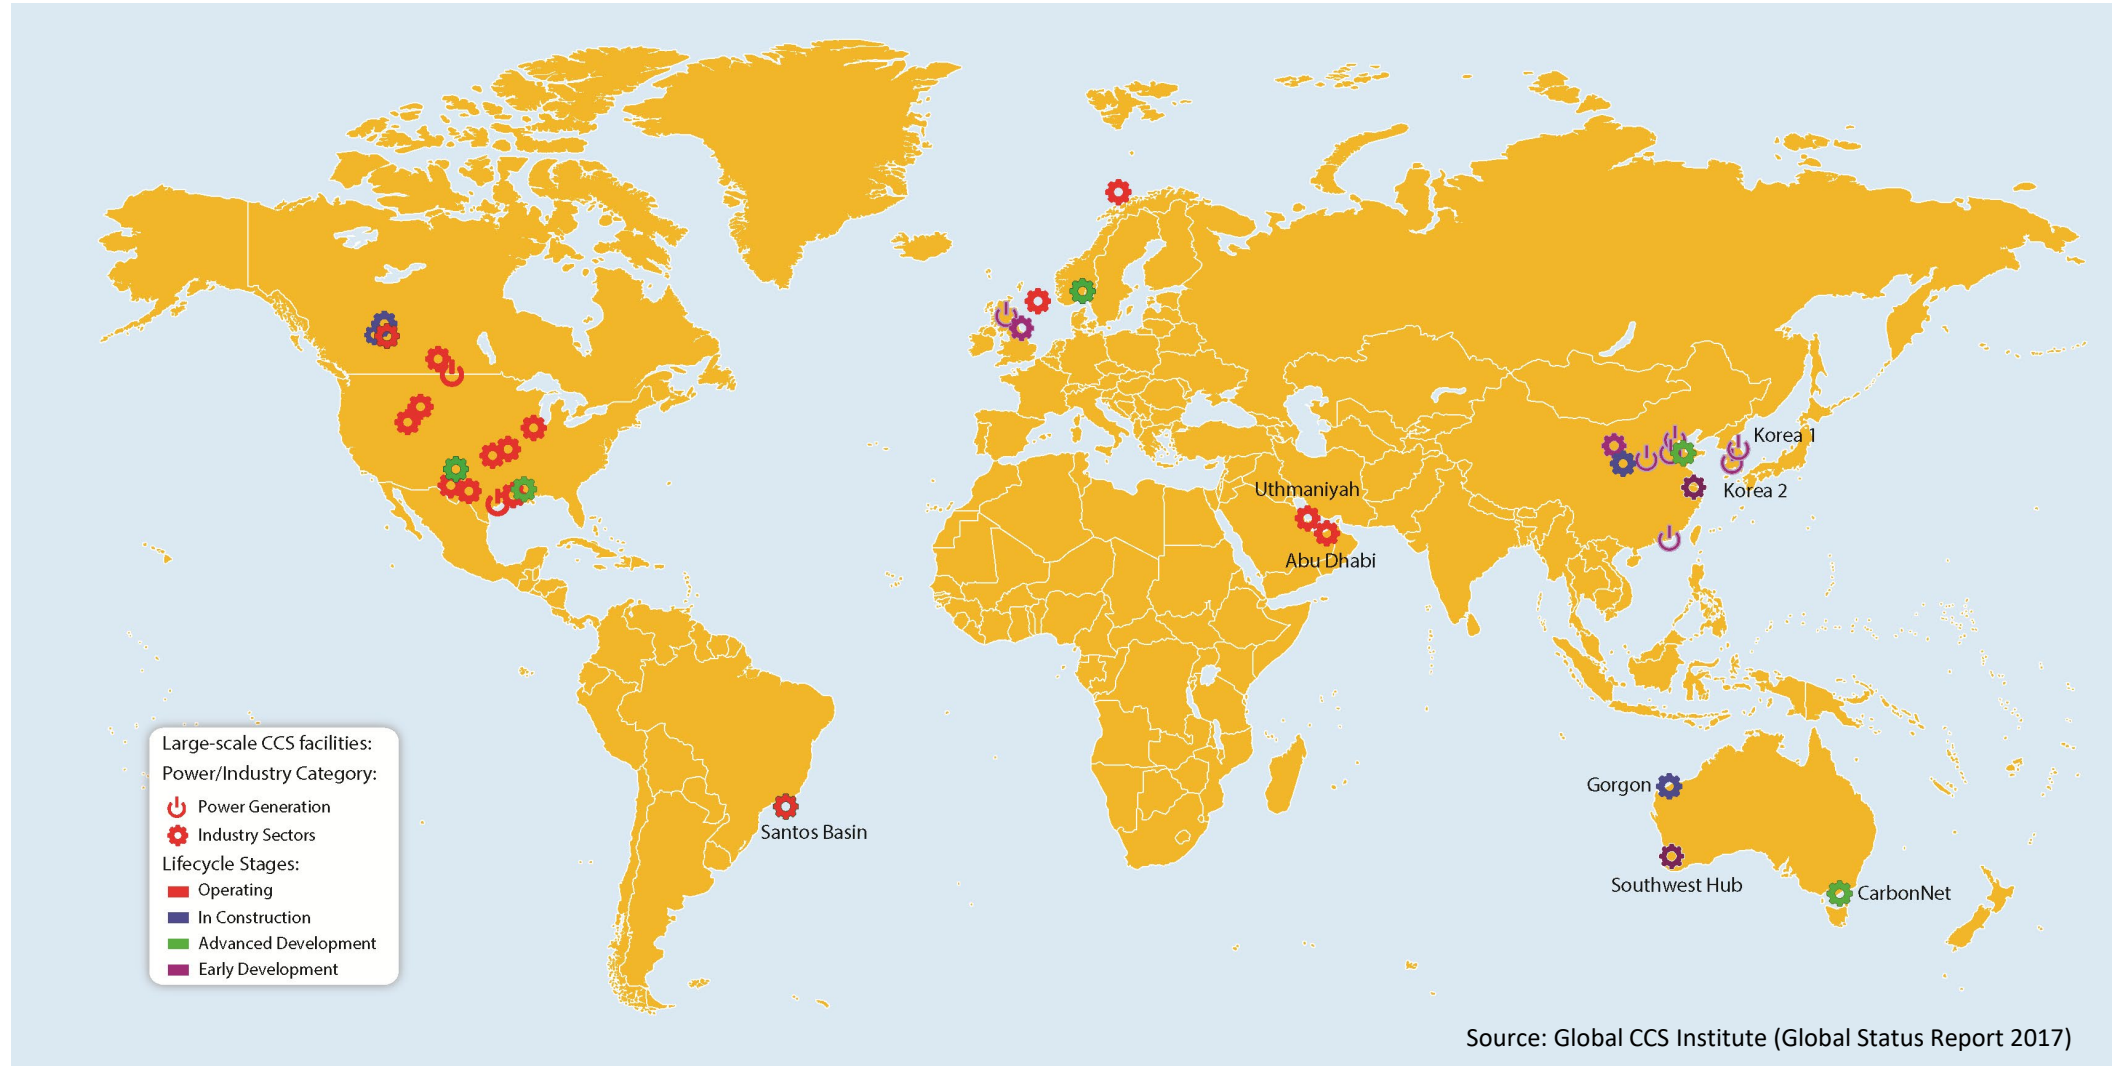 Korea 1
Uthmaniyah
Korea 2
Abu Dhabi
Large-scale CCS facilities:
Power/Industry Category:
Power Generation
Industry Sectors
Lifecycle Stages:
Operating
In Construction
Advanced Development
Early Development
Santos Basin
Gorgon
Southwest Hub
CarbonNet
Source: Global CCS Institute (Global Status Report 2017)